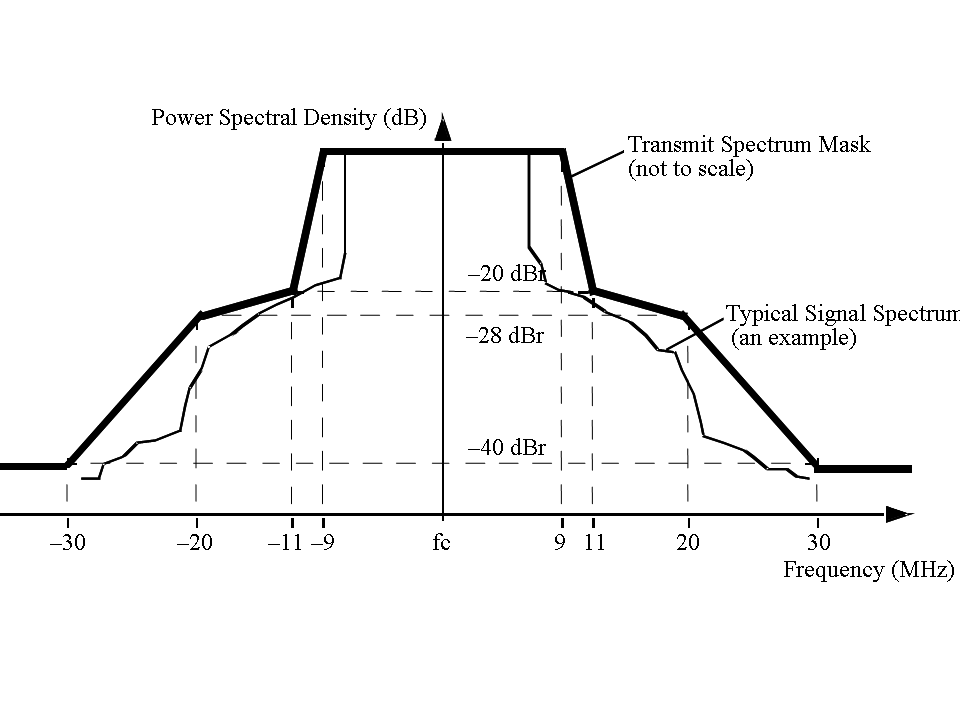 Power Spectral Density (dB)
Transmit Spectrum Mask
(not to scale)
–20 dBr
Typical Signal Spectrum
(an example)
–28 dBr
–40 dBr
–30 –20 –11 –9 fc 9 11 20 30
Frequency (MHz)